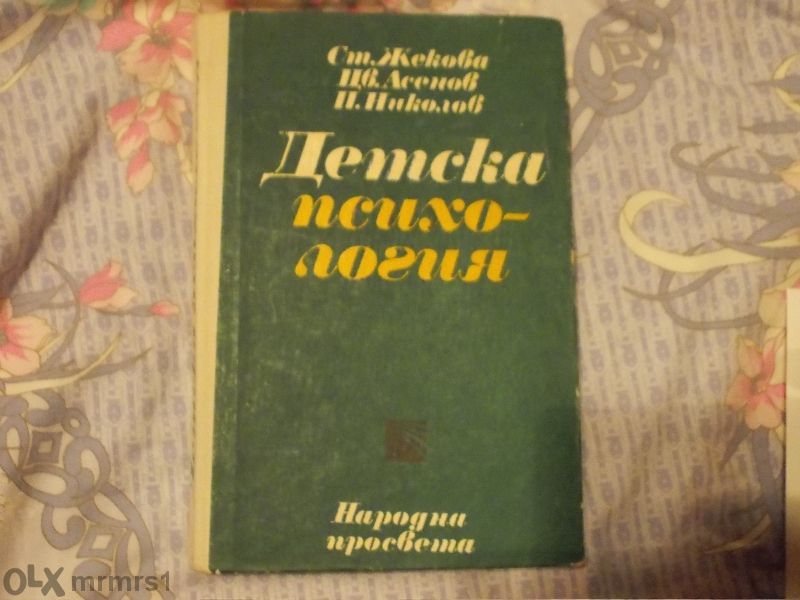 Ст. Жекова
Цв. Асенов
П. Николов
Детска
психо-
логия
Народна
просвета
OLX mrmrs1